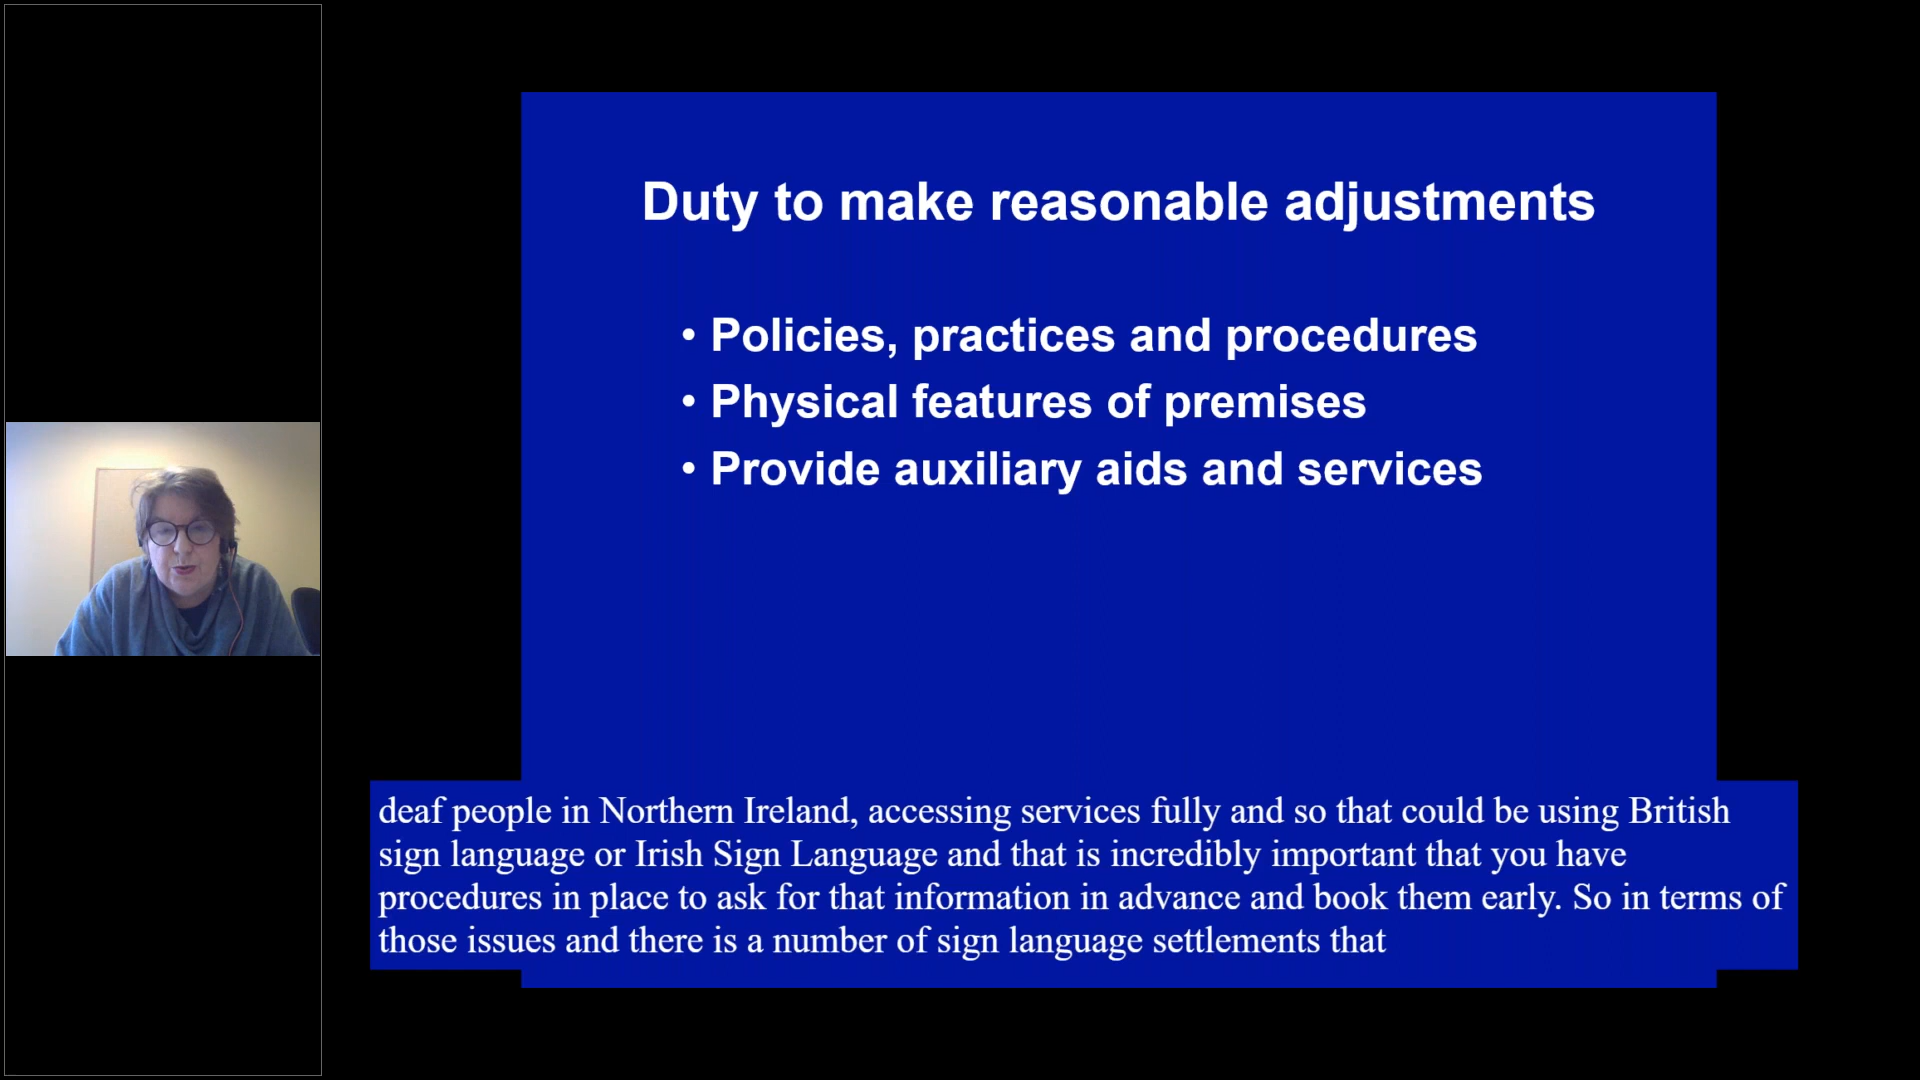 Duty to make reasonable adjustments
• Policies, practices and procedures
• Physical features of premises
• Provide auxiliary aids and services
deaf people in Northern Ireland, accessing services fully and so that could be using British
sign language or Irish Sign Language and that is incredibly important that you have
procedures in place to ask for that information in advance and book them early. So in terms of
those issues and there is a number of sign language settlements that